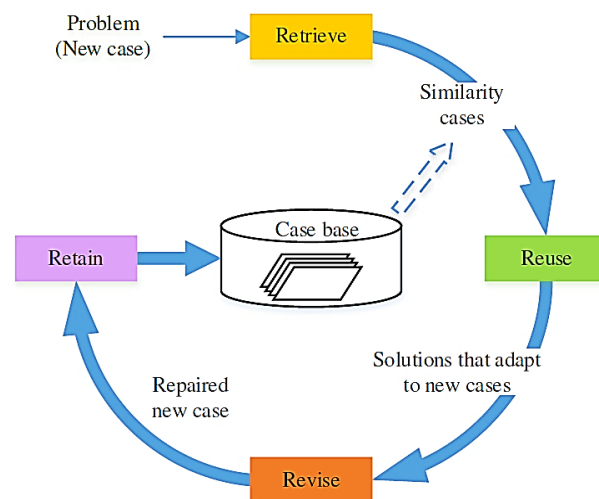 Problem
(New case)
Retrieve
Similarity
cases
Case base
Retain
Reuse
Solutions that adapt
to new cases
Repaired
new case
Revise